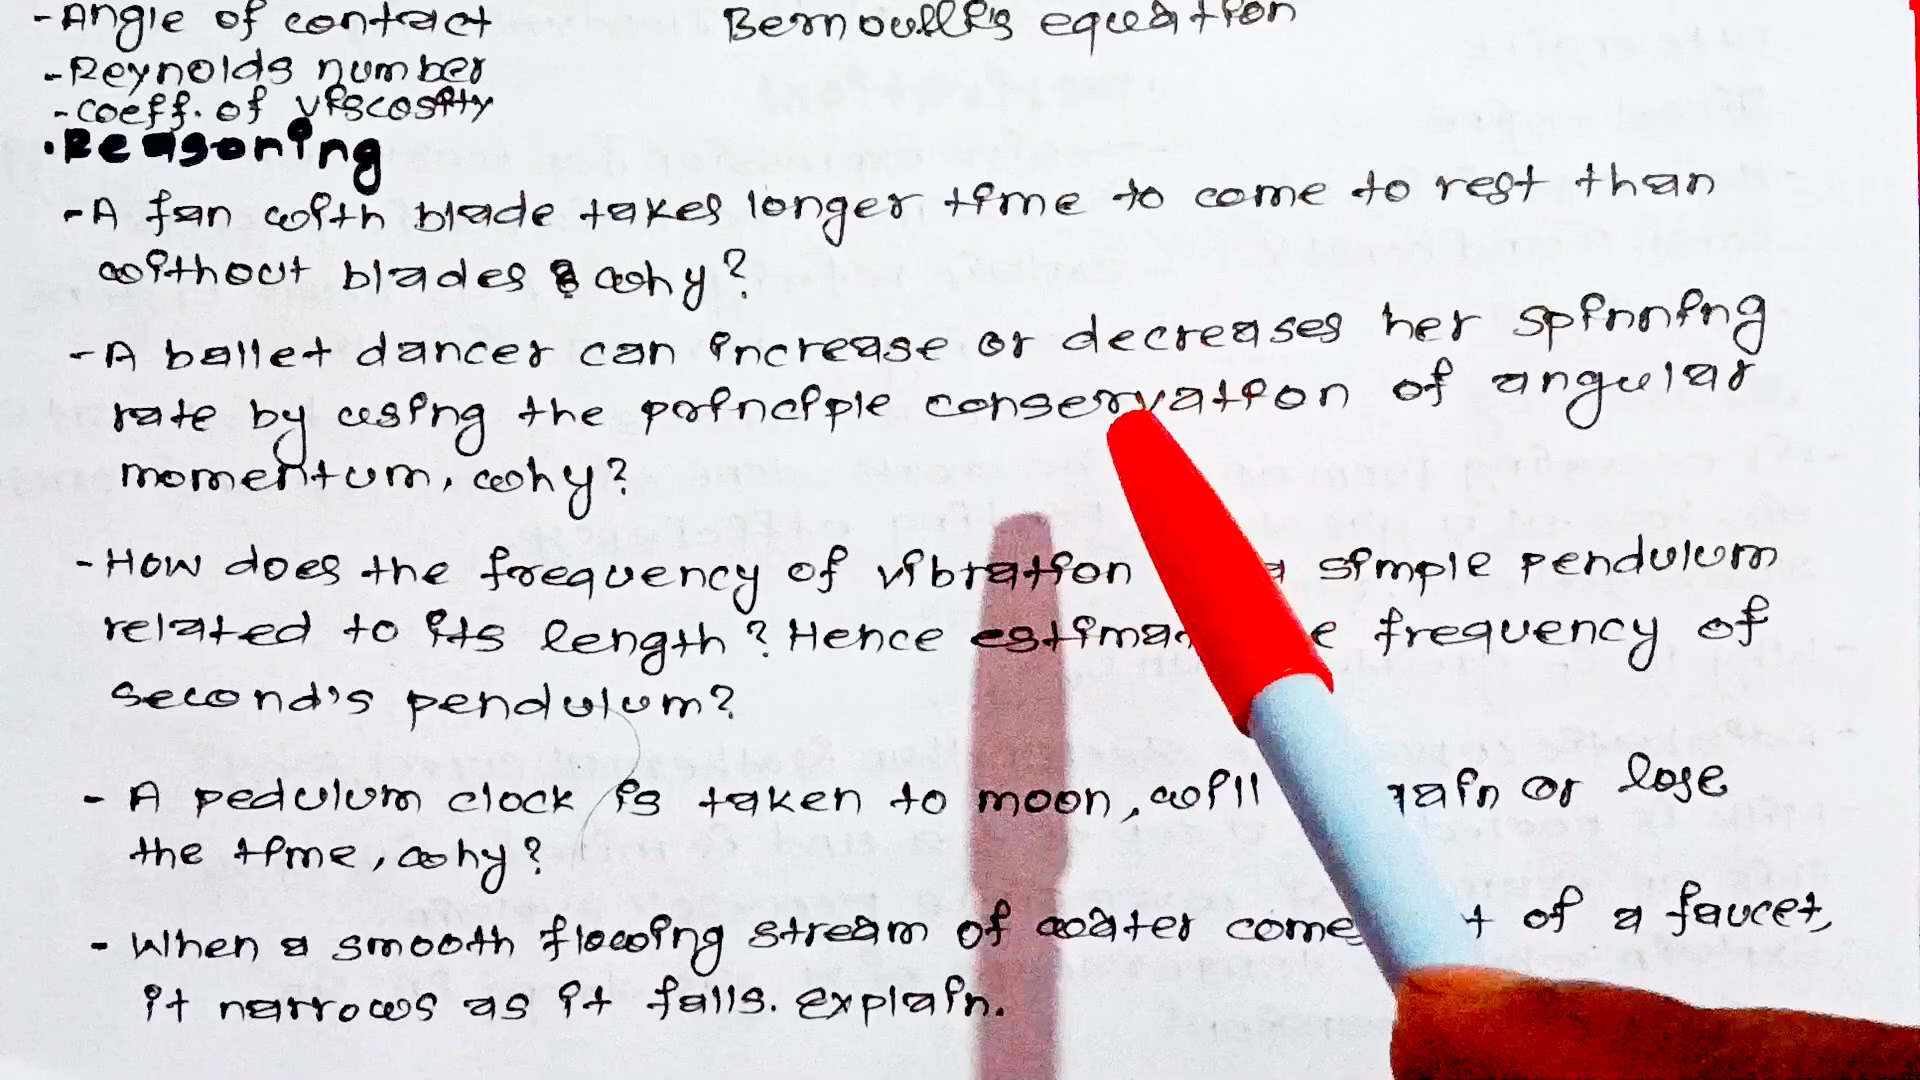 - Angle of contact
Bernoulli's equation
- Reynolds number
- coeff. of viscosity
• Reasoning
- A fan with blade takes longer time to come to rest than
without blades why?
- A ballet dancer can increase or decreases her spinning
rate by using the principle conservation of angular
momentum, why?
- How does the frequency of vibration a simple pendulum
related to its length? Hence frequency of
second's pendulum?
- A pedulum clock is taken to moon, will or lose
the time, why?
- When a smooth flowing stream of water of a faucet,
it narrows as it falls. Explain.